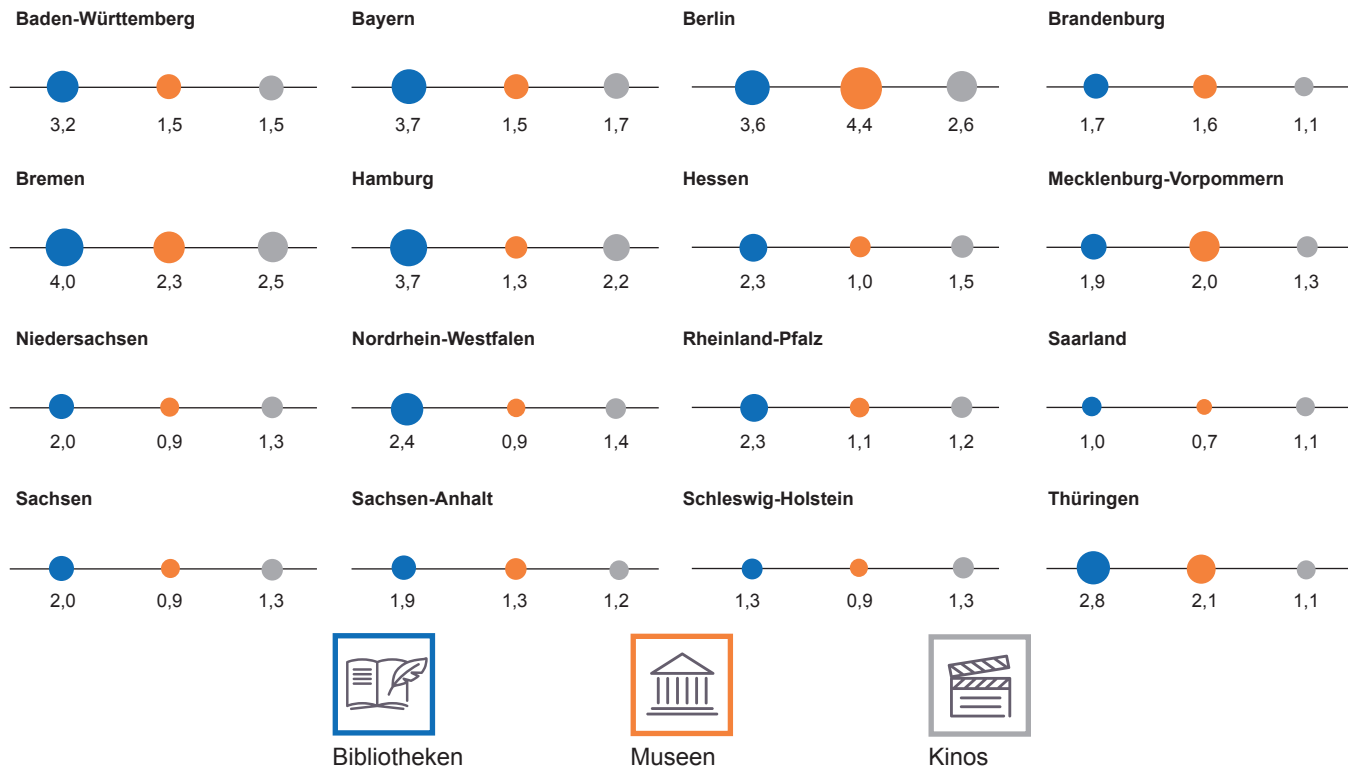 Baden-Württemberg Bayern Berlin Brandenburg
3,2 1,5 1,5 3,7 1,5 1,7 3,6 4,4 2,6 1,7 1,6 1,1
Bremen Hamburg Hessen Mecklenburg-Vorpommern
4,0 2,3 2,5 3,7 1,3 2,2 2,3 1,0 1,5 1,9 2,0 1,3
Niedersachsen Nordrhein-Westfalen Rheinland-Pfalz Saarland
2,0 0,9 1,3 2,4 0,9 1,4 2,3 1,1 1,2 1,0 0,7 1,1
Sachsen Sachsen-Anhalt Schleswig-Holstein Thüringen
2,0 0,9 1,3 1,9 1,3 1,2 1,3 0,9 1,3 2,8 2,1 1,1
Bibliotheken Museen Kinos